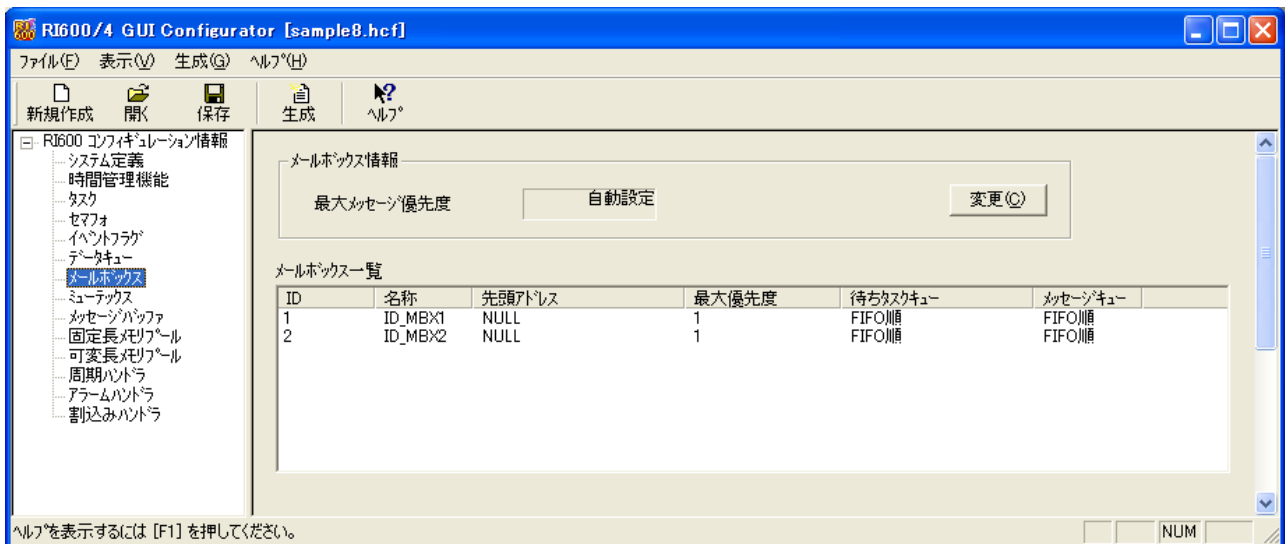 RI600/4 GUI Configurator [sample8.hcf]
ファイル(F) 表示(V) 生成(G) ヘルプ(H)
新規作成 開く 保存 生成 ヘルプ
RI600 コンフィギュレーション情報
システム定義
時間管理機能
タスク
セマフォ
イベントフラグ
データキュー
メールボックス
ミューテックス
メッセージバッファ
固定長メモリプール
可変長メモリプール
周期ハンドラ
アラームハンドラ
割込みハンドラ
メールボックス情報
最大メッセージ優先度 自動設定 変更(C)
メールボックス一覧
ID 名称 先頭アドレス 最大優先度 待ちタスクキュー メッセージキュー
1 ID_MBX1 NULL 1 FIFO順 FIFO順
2 ID_MBX2 NULL 1 FIFO順 FIFO順
ヘルプを表示するには [F1] を押してください。 NUM